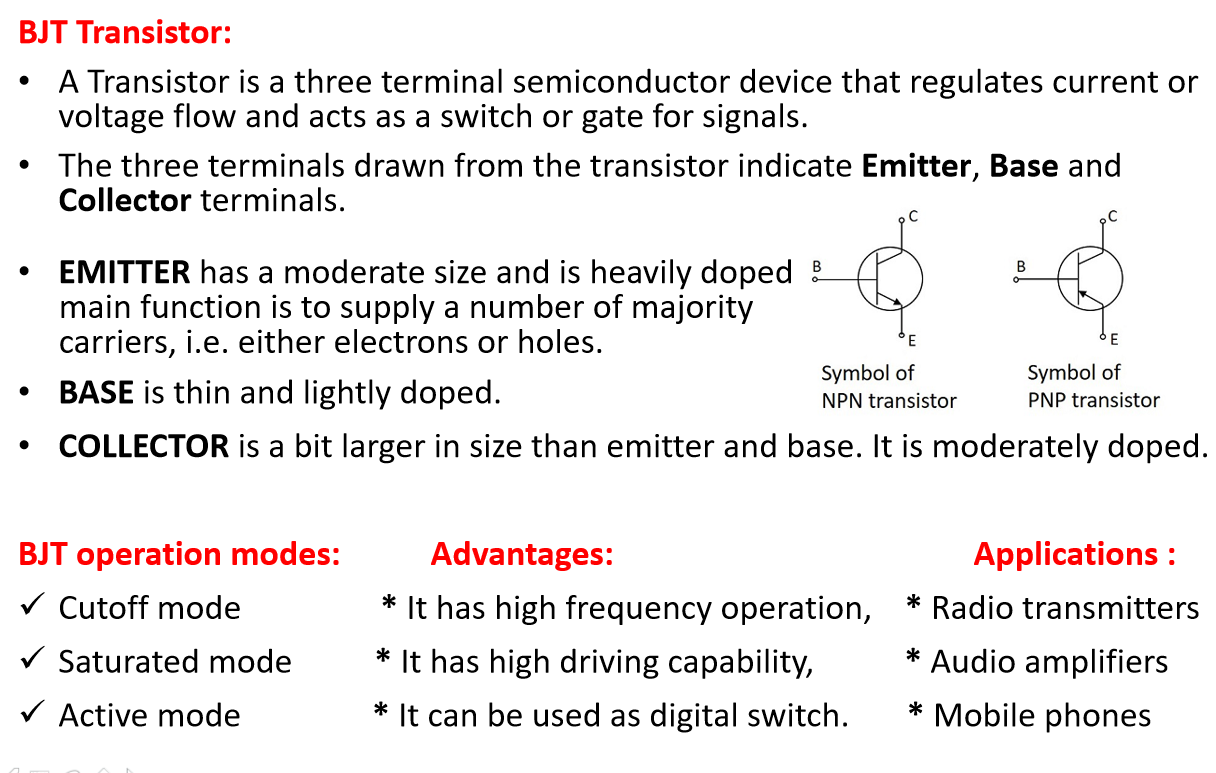 BJT Transistor:
• A Transistor is a three terminal semiconductor device that regulates current or
voltage flow and acts as a switch or gate for signals.
• The three terminals drawn from the transistor indicate Emitter, Base and
Collector terminals.
• EMITTER has a moderate size and is heavily doped
main function is to supply a number of majority
carriers, i.e. either electrons or holes.
• BASE is thin and lightly doped.
• COLLECTOR is a bit larger in size than emitter and base. It is moderately doped.
C
B
E
Symbol of
NPN transistor
C
B
E
Symbol of
PNP transistor
BJT operation modes:
✓ Cutoff mode
✓ Saturated mode
✓ Active mode
Advantages:
* It has high frequency operation,
* It has high driving capability,
* It can be used as digital switch.
Applications :
* Radio transmitters
* Audio amplifiers
* Mobile phones